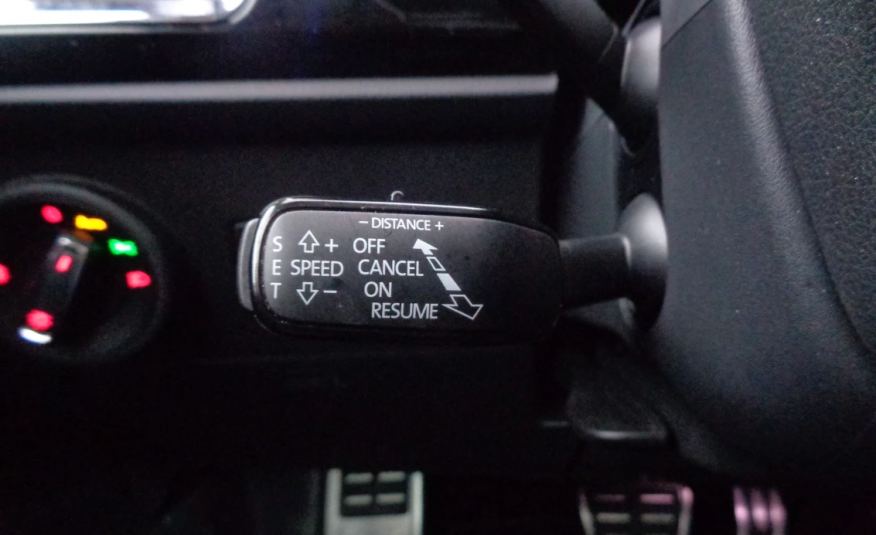 − DISTANCE +
S + OFF
E SPEED CANCEL
T − ON
RESUME